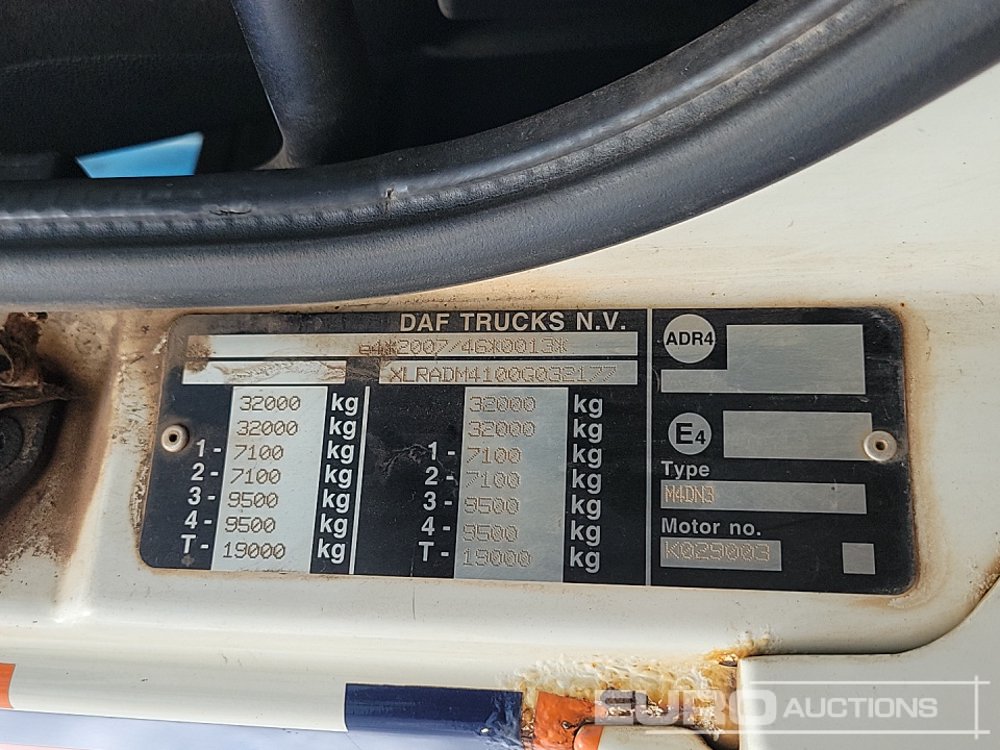 DAF TRUCKS N.V.
e4*2007/46*0013*
XLRADM4100G032177
32000 kg 32000 kg
32000 kg 32000 kg
1- 7100 kg 1- 7100 kg
2- 7100 kg 2- 7100 kg
3- 9500 kg 3- 9500 kg
4- 9500 kg 4- 9500 kg
T- 19000 kg T- 19000 kg
ADR4
E4
Type
M4DN3
Motor no.
K029003
EURO AUCTIONS